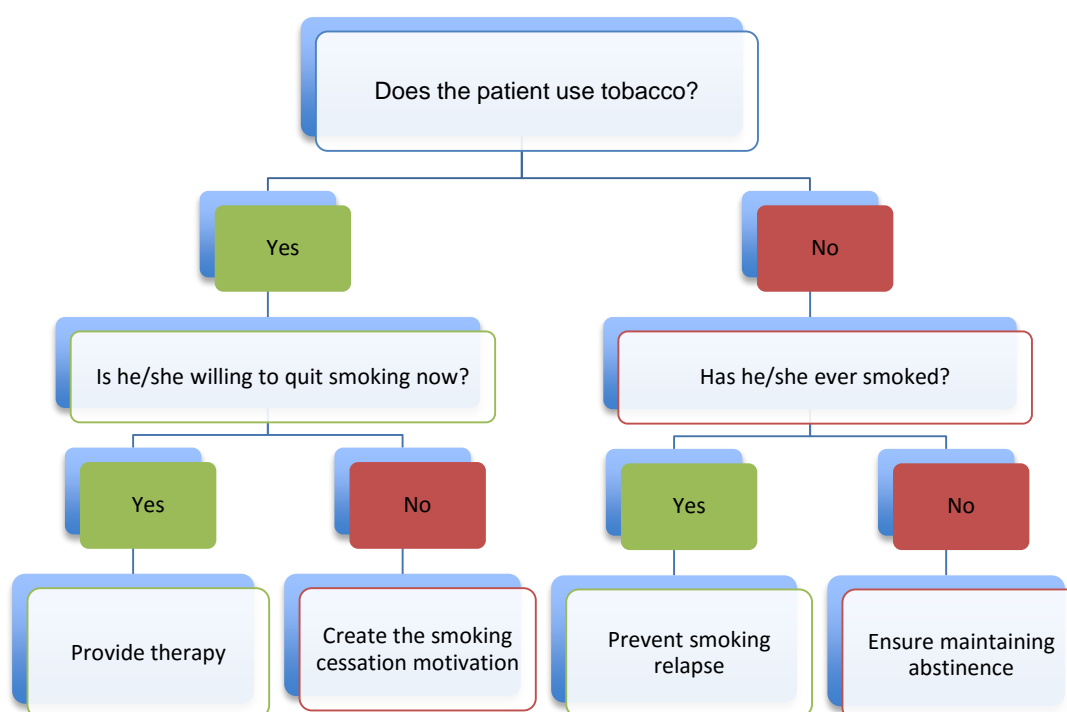 Does the patient use tobacco?
Yes
No
Is he/she willing to quit smoking now?
Has he/she ever smoked?
Yes
No
Yes
No
Provide therapy
Create the smoking
cessation motivation
Prevent smoking
relapse
Ensure maintaining
abstinence